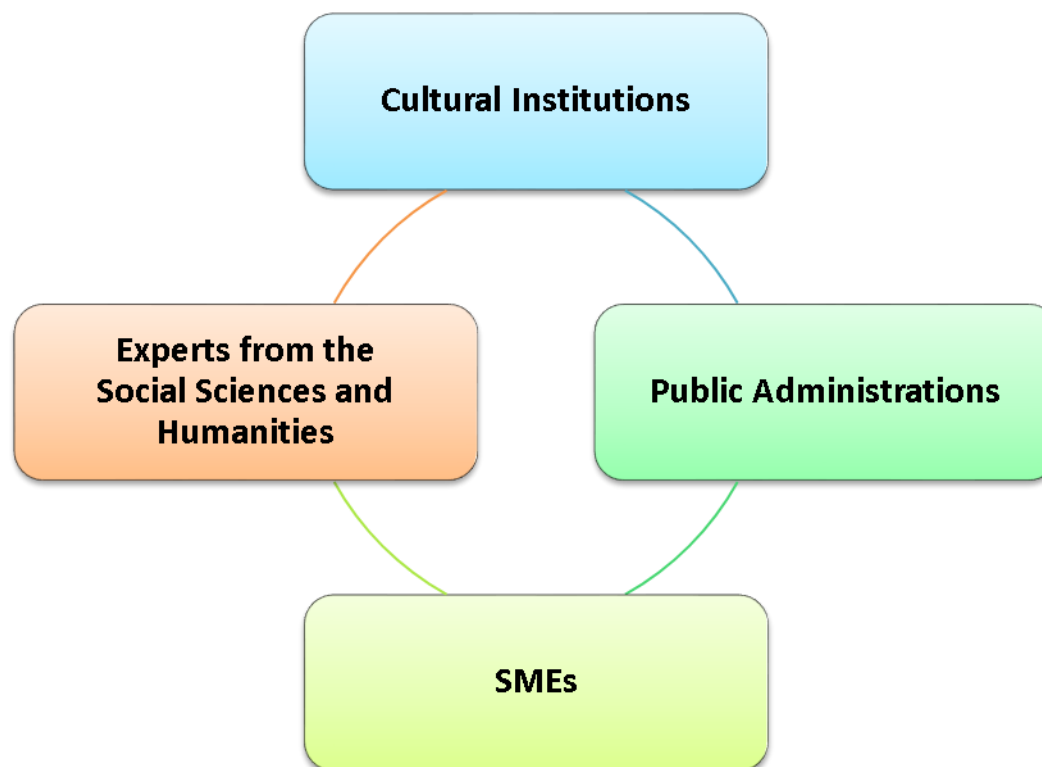 Cultural Institutions
Experts from the
Social Sciences and
Humanities
Public Administrations
SMEs